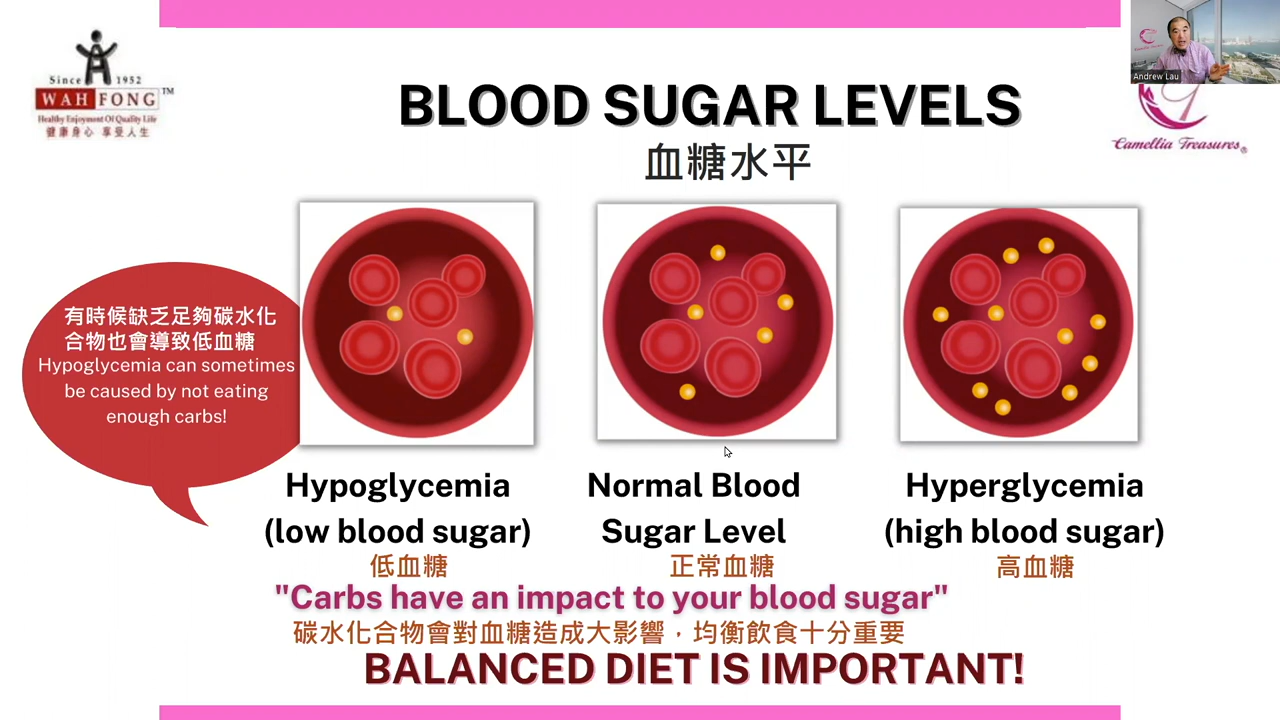 Since 1952
WAH FONG TM
Healthy Enjoyment Of Quality Life
健康身心 享受人生
Andrew Lau
Camellia Treasures®
BLOOD SUGAR LEVELS
血糖水平
有時候缺乏足夠碳水化
合物也會導致低血糖
Hypoglycemia can sometimes
be caused by not eating
enough carbs!
Hypoglycemia
(low blood sugar)
低血糖
Normal Blood
Sugar Level
正常血糖
Hyperglycemia
(high blood sugar)
高血糖
"Carbs have an impact to your blood sugar"
碳水化合物會對血糖造成大影響，均衡飲食十分重要
BALANCED DIET IS IMPORTANT!